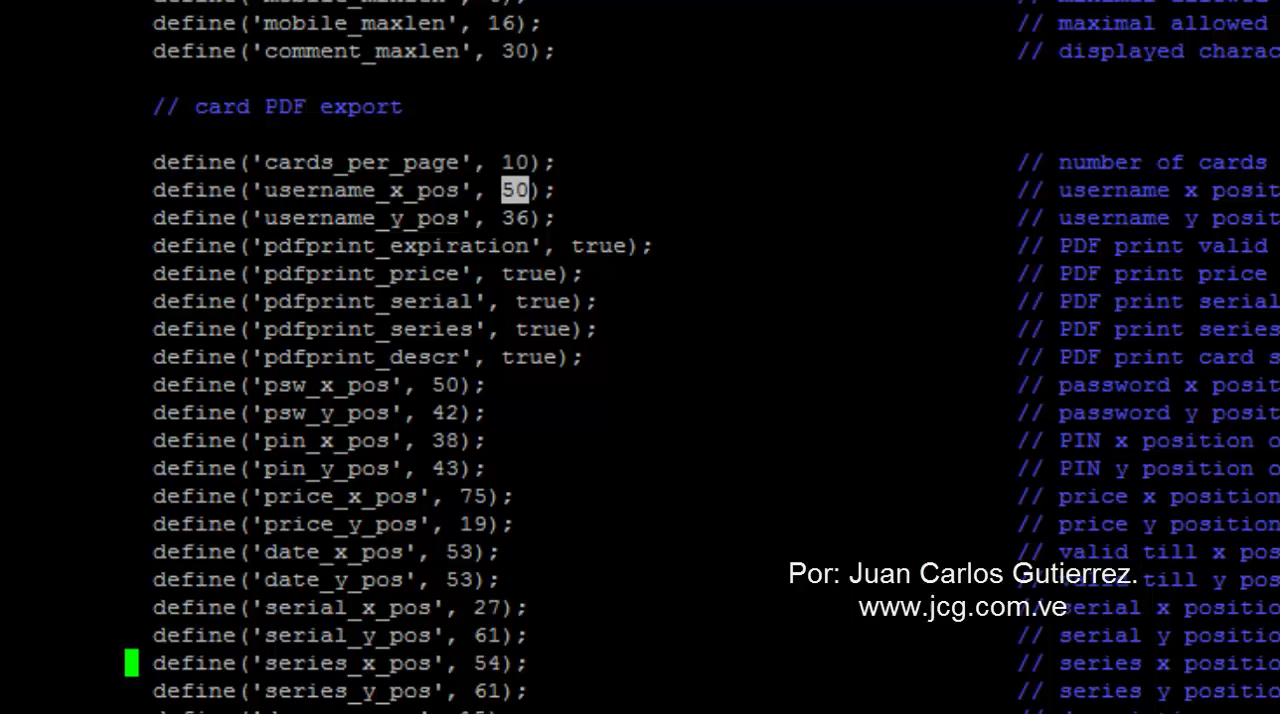 define('mobile_maxlen', 16); // maximal allowed
define('comment_maxlen', 30); // displayed charac
// card PDF export
define('cards_per_page', 10); // number of cards
define('username_x_pos', 50); // username x posit
define('username_y_pos', 36); // username y posit
define('pdfprint_expiration', true); // PDF print valid
define('pdfprint_price', true); // PDF print price
define('pdfprint_serial', true); // PDF print serial
define('pdfprint_series', true); // PDF print series
define('pdfprint_descr', true); // PDF print card s
define('psw_x_pos', 50); // password x posit
define('psw_y_pos', 42); // password y posit
define('pin_x_pos', 38); // PIN x position o
define('pin_y_pos', 43); // PIN y position o
define('price_x_pos', 75); // price x position
define('price_y_pos', 19); // price y position
define('date_x_pos', 53); // valid till x pos
define('date_y_pos', 53); // valid till y pos
Por: Juan Carlos Gutierrez.
www.jcg.com.ve
define('serial_x_pos', 27); // serial x positio
define('serial_y_pos', 61); // serial y positio
define('series_x_pos', 54); // series x positio
define('series_y_pos', 61); // series y positio